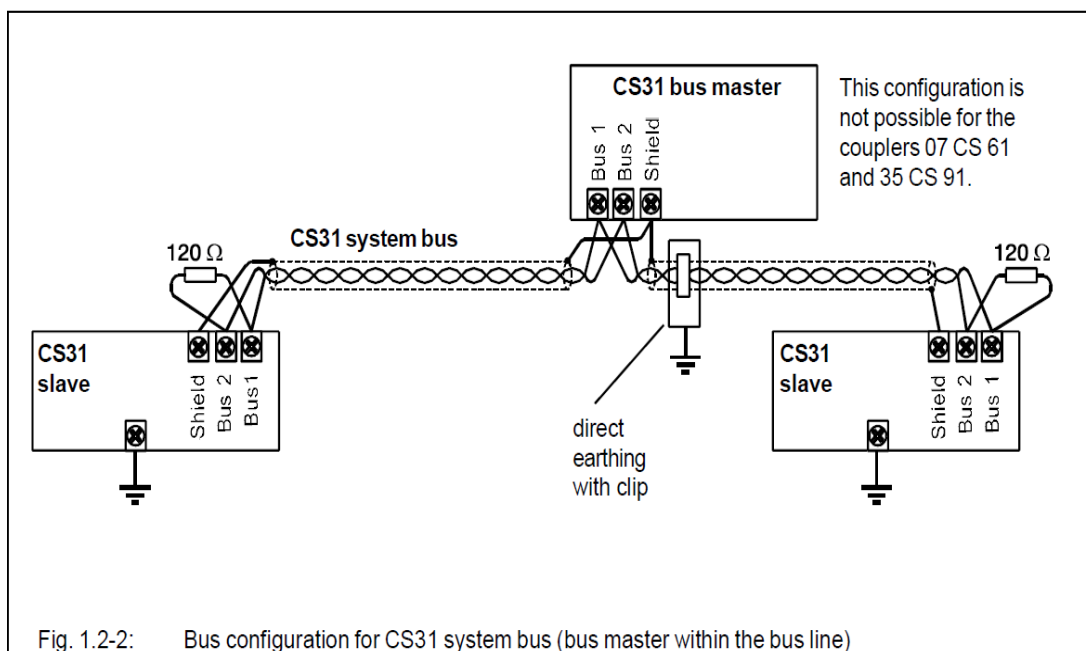 CS31 bus master
Bus 1
Bus 2
Shield
This configuration is
not possible for the
couplers 07 CS 61
and 35 CS 91.
CS31 system bus
120 Ω
120 Ω
CS31
slave
Shield
Bus 2
Bus 1
direct
earthing
with clip
CS31
slave
Shield
Bus 2
Bus 1
Fig. 1.2-2: Bus configuration for CS31 system bus (bus master within the bus line)